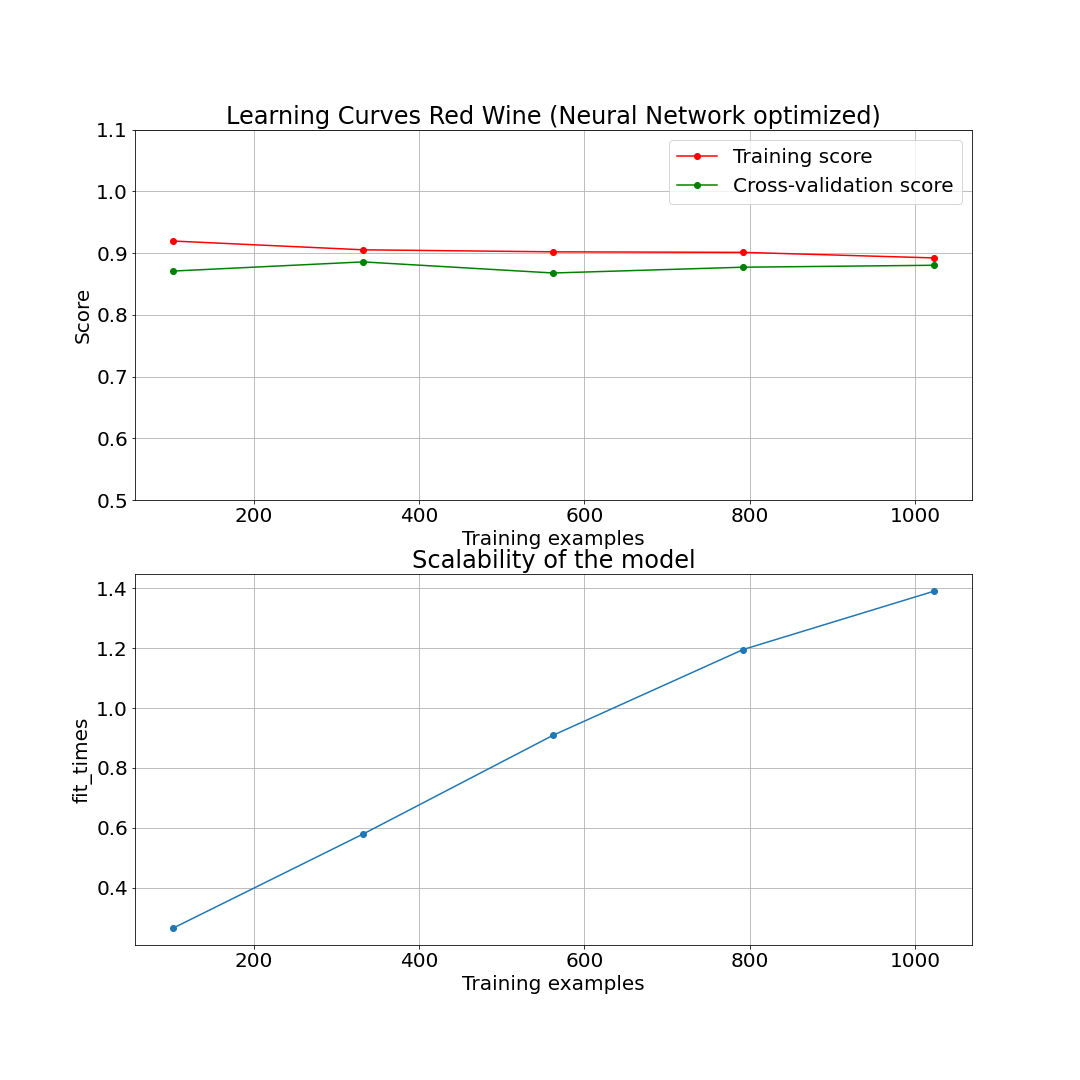 Learning Curves Red Wine (Neural Network optimized)
1.1
1.0
0.9
0.8
0.7
0.6
0.5
Score
Training score
Cross-validation score
200 400 600 800 1000
Training examples
Scalability of the model
1.4
1.2
1.0
0.8
0.6
0.4
fit_times
200 400 600 800 1000
Training examples